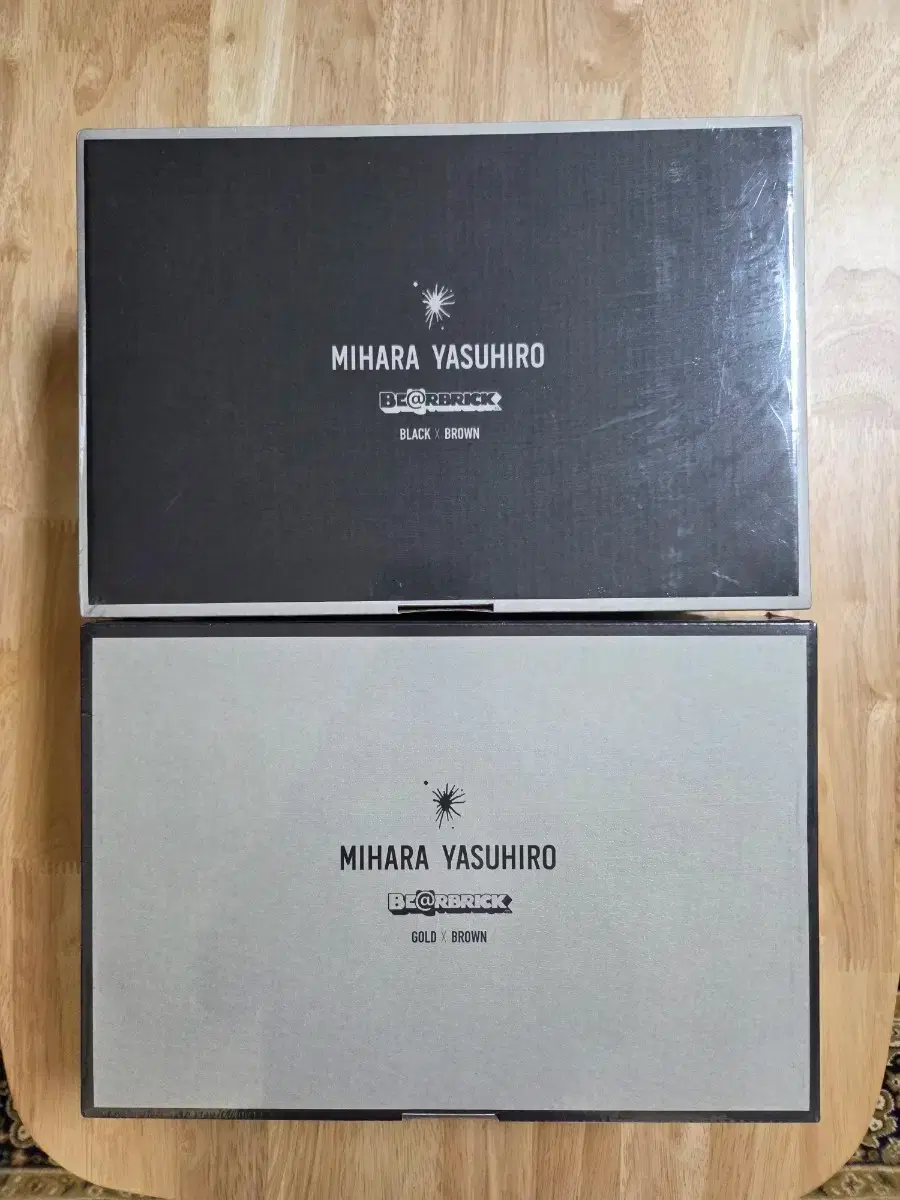 MIHARA YASUHIRO
BE@RBRICK
BLACK X BROWN
MIHARA YASUHIRO
BE@RBRICK
GOLD X BROWN